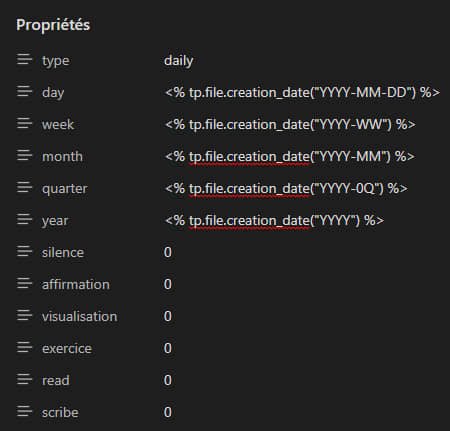 Propriétés
type daily
day <% tp.file.creation_date("YYYY-MM-DD") %>
week <% tp.file.creation_date("YYYY-WW") %>
month <% tp.file.creation_date("YYYY-MM") %>
quarter <% tp.file.creation_date("YYYY-0Q") %>
year <% tp.file.creation_date("YYYY") %>
silence 0
affirmation 0
visualisation 0
exercice 0
read 0
scribe 0